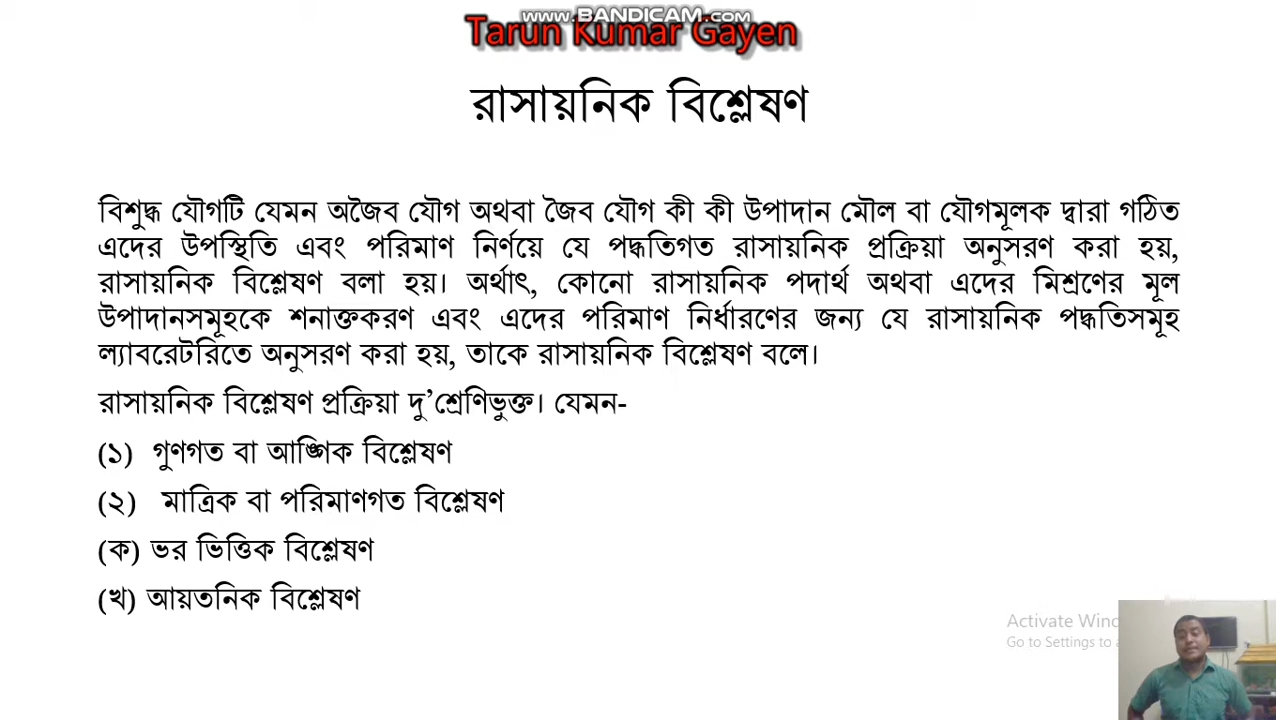 www.BANDICAM.com
Tarun Kumar Gayen
রাসায়নিক বিশ্লেষণ
বিশুদ্ধ যৌগটি যেমন অজৈব যৌগ অথবা জৈব যৌগ কী কী উপাদান মৌল বা যৌগমূলক দ্বারা গঠিত
এদের উপস্থিতি এবং পরিমাণ নির্ণয়ে যে পদ্ধতিগত রাসায়নিক প্রক্রিয়া অনুসরণ করা হয়,
রাসায়নিক বিশ্লেষণ বলা হয়। অর্থাৎ, কোনো রাসায়নিক পদার্থ অথবা এদের মিশ্রণের মূল
উপাদানসমূহকে শনাক্তকরণ এবং এদের পরিমাণ নির্ধারণের জন্য যে রাসায়নিক পদ্ধতিসমূহ
ল্যাবরেটরিতে অনুসরণ করা হয়, তাকে রাসায়নিক বিশ্লেষণ বলে।
রাসায়নিক বিশ্লেষণ প্রক্রিয়া দু’শ্রেণিভুক্ত। যেমন-
(১) গুণগত বা আঙ্গিক বিশ্লেষণ
(২) মাত্রিক বা পরিমাণগত বিশ্লেষণ
(ক) ভর ভিত্তিক বিশ্লেষণ
(খ) আয়তনিক বিশ্লেষণ
Activate Wind
Go to Settings to a